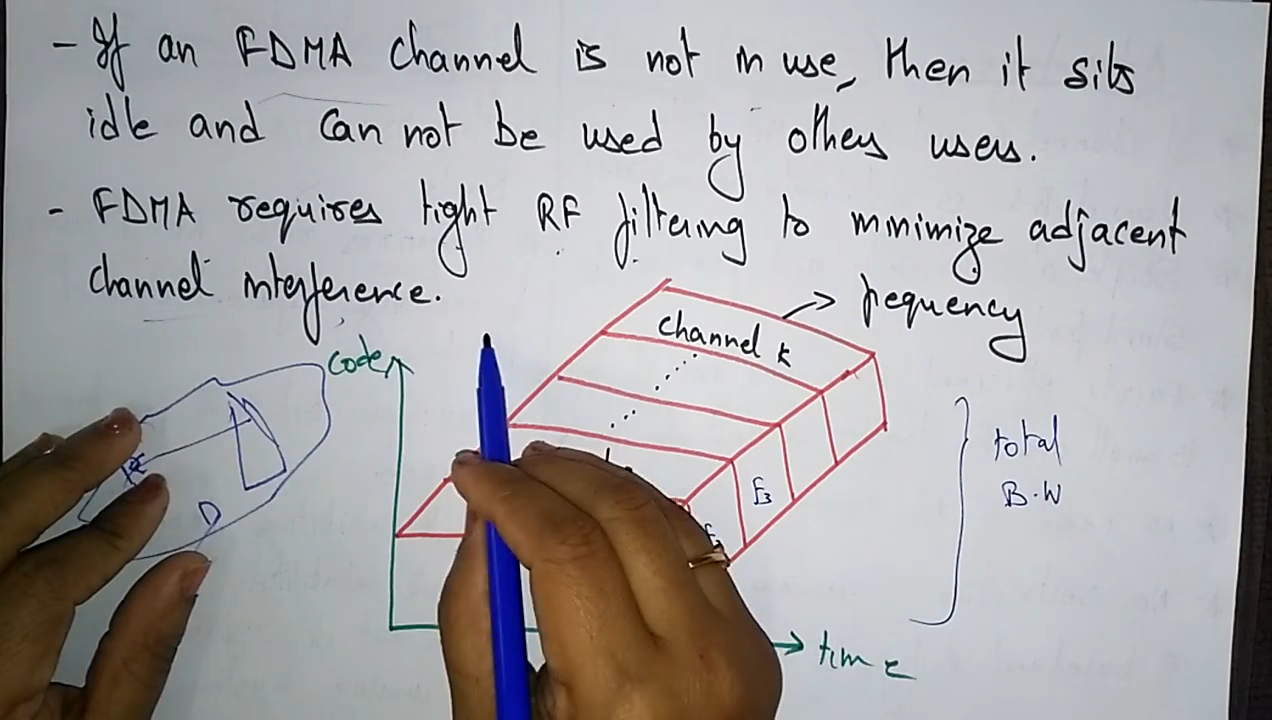 - If an FDMA channel is not in use, then it sits
idle and can not be used by others users.
- FDMA requires tight RF filtering to minimize adjacent
channel interference.
frequency
channel k
code
total
B.W
F3
time